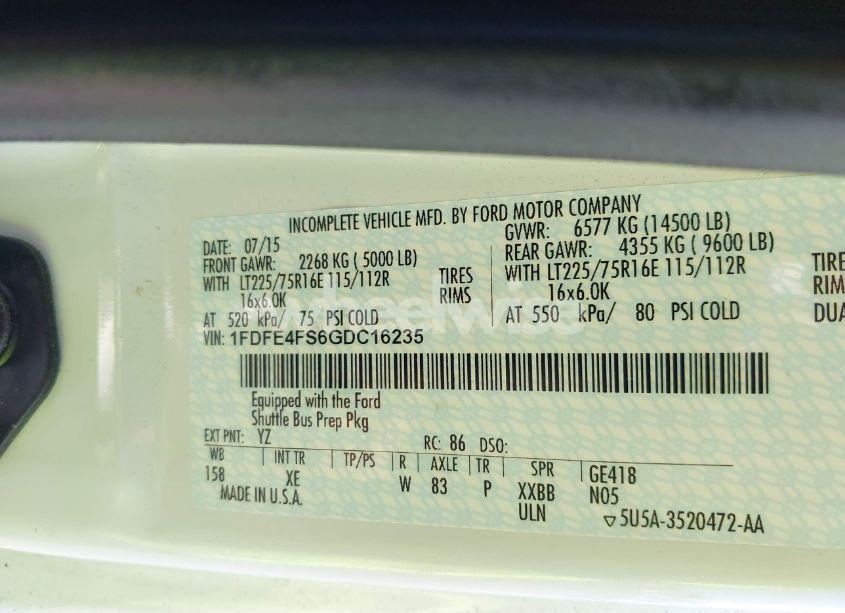 INCOMPLETE VEHICLE MFD. BY FORD MOTOR COMPANY
DATE: 07/15 GVWR: 6577 KG (14500 LB)
FRONT GAWR: 2268 KG ( 5000 LB) REAR GAWR: 4355 KG ( 9600 LB)
WITH LT225/75R16E 115/112R TIRES WITH LT225/75R16E 115/112R TIRE
16x6.0K RIMS 16x6.0K RIM
AT 520 kPa/ 75 PSI COLD AT 550 kPa/ 80 PSI COLD DUA
VIN: 1FDFE4FS6GDC16235
Equipped with the Ford
Shuttle Bus Prep Pkg
EXT PNT: YZ RC: 86 DSO:
WB INT TR TP/PS R AXLE TR SPR GE418
158 XE W 83 P XXBB N05
MADE IN U.S.A. ULN ▽5U5A-3520472-AA